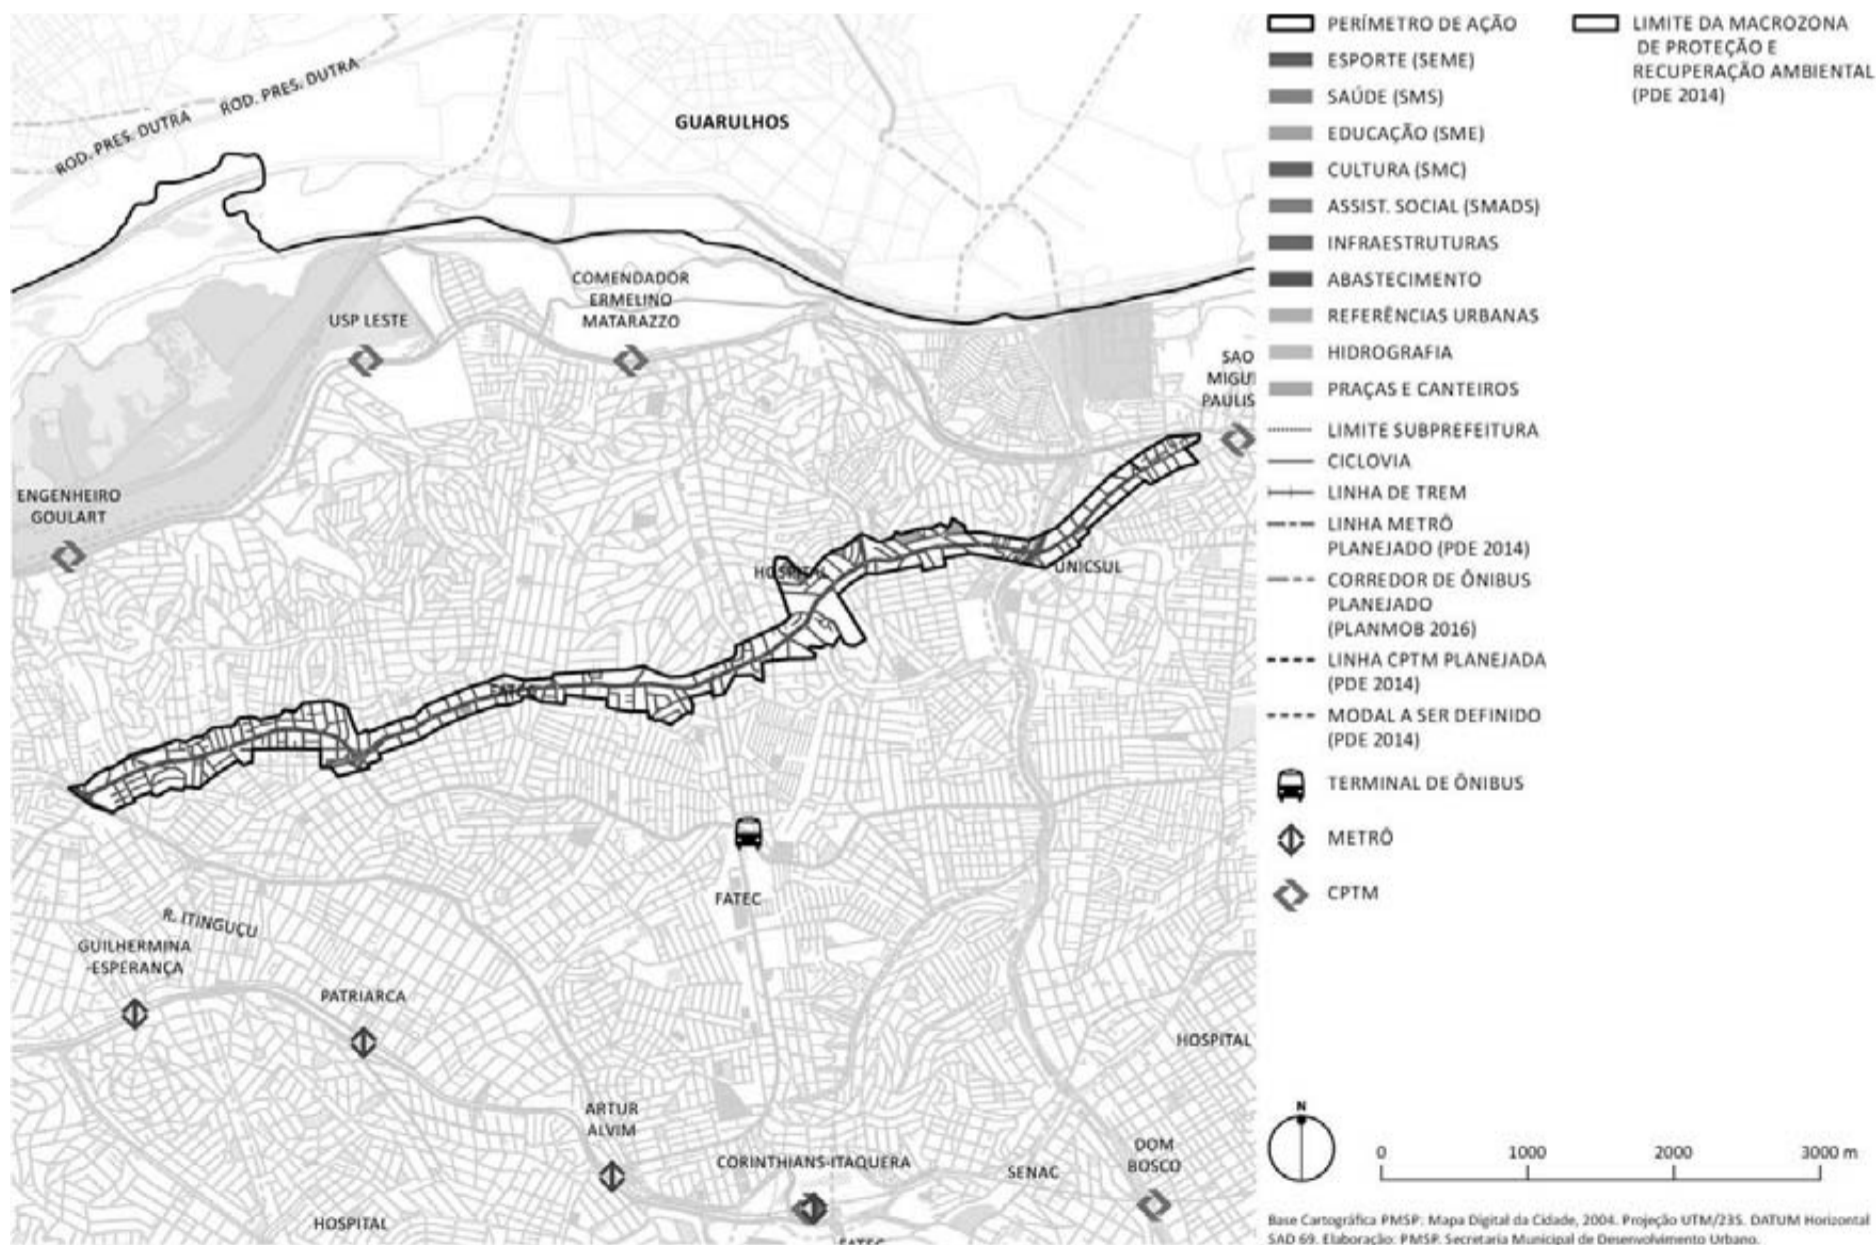 ROD. PRES. DUTRA
ROD. PRES. DUTRA
GUARULHOS
COMENDADOR
ERMELINO
MATARAZZO
USP LESTE
SAO
MIGU
PAULIS
ENGENHEIRO
GOULART
HOSPITAL
UNICSUL
FATEC
FATEC
R. ITINGUÇU
GUILHERMINA
-ESPERANÇA
PATRIARCA
HOSPITAL
ARTUR
ALVIM
CORINTHIANS-ITAQUERA
SENAC
DOM
BOSCO
HOSPITAL
FATEC
PERÍMETRO DE AÇÃO
ESPORTE (SEME)
SAÚDE (SMS)
EDUCAÇÃO (SME)
CULTURA (SMC)
ASSIST. SOCIAL (SMADS)
INFRAESTRUTURAS
ABASTECIMENTO
REFERÊNCIAS URBANAS
HIDROGRAFIA
PRAÇAS E CANTEIROS
LIMITE SUBPREFEITURA
CICLOVIA
LINHA DE TREM
LINHA METRÔ
PLANEJADO (PDE 2014)
CORREDOR DE ÔNIBUS
PLANEJADO
(PLANMOB 2016)
LINHA CPTM PLANEJADA
(PDE 2014)
MODAL A SER DEFINIDO
(PDE 2014)
TERMINAL DE ÔNIBUS
METRÔ
CPTM
LIMITE DA MACROZONA
DE PROTEÇÃO E
RECUPERAÇÃO AMBIENTAL
(PDE 2014)
N
0 1000 2000 3000 m
Base Cartográfica PMSP: Mapa Digital da Cidade, 2004. Projeção UTM/23S. DATUM Horizontal
SAD 69. Elaboração: PMSP. Secretaria Municipal de Desenvolvimento Urbano.